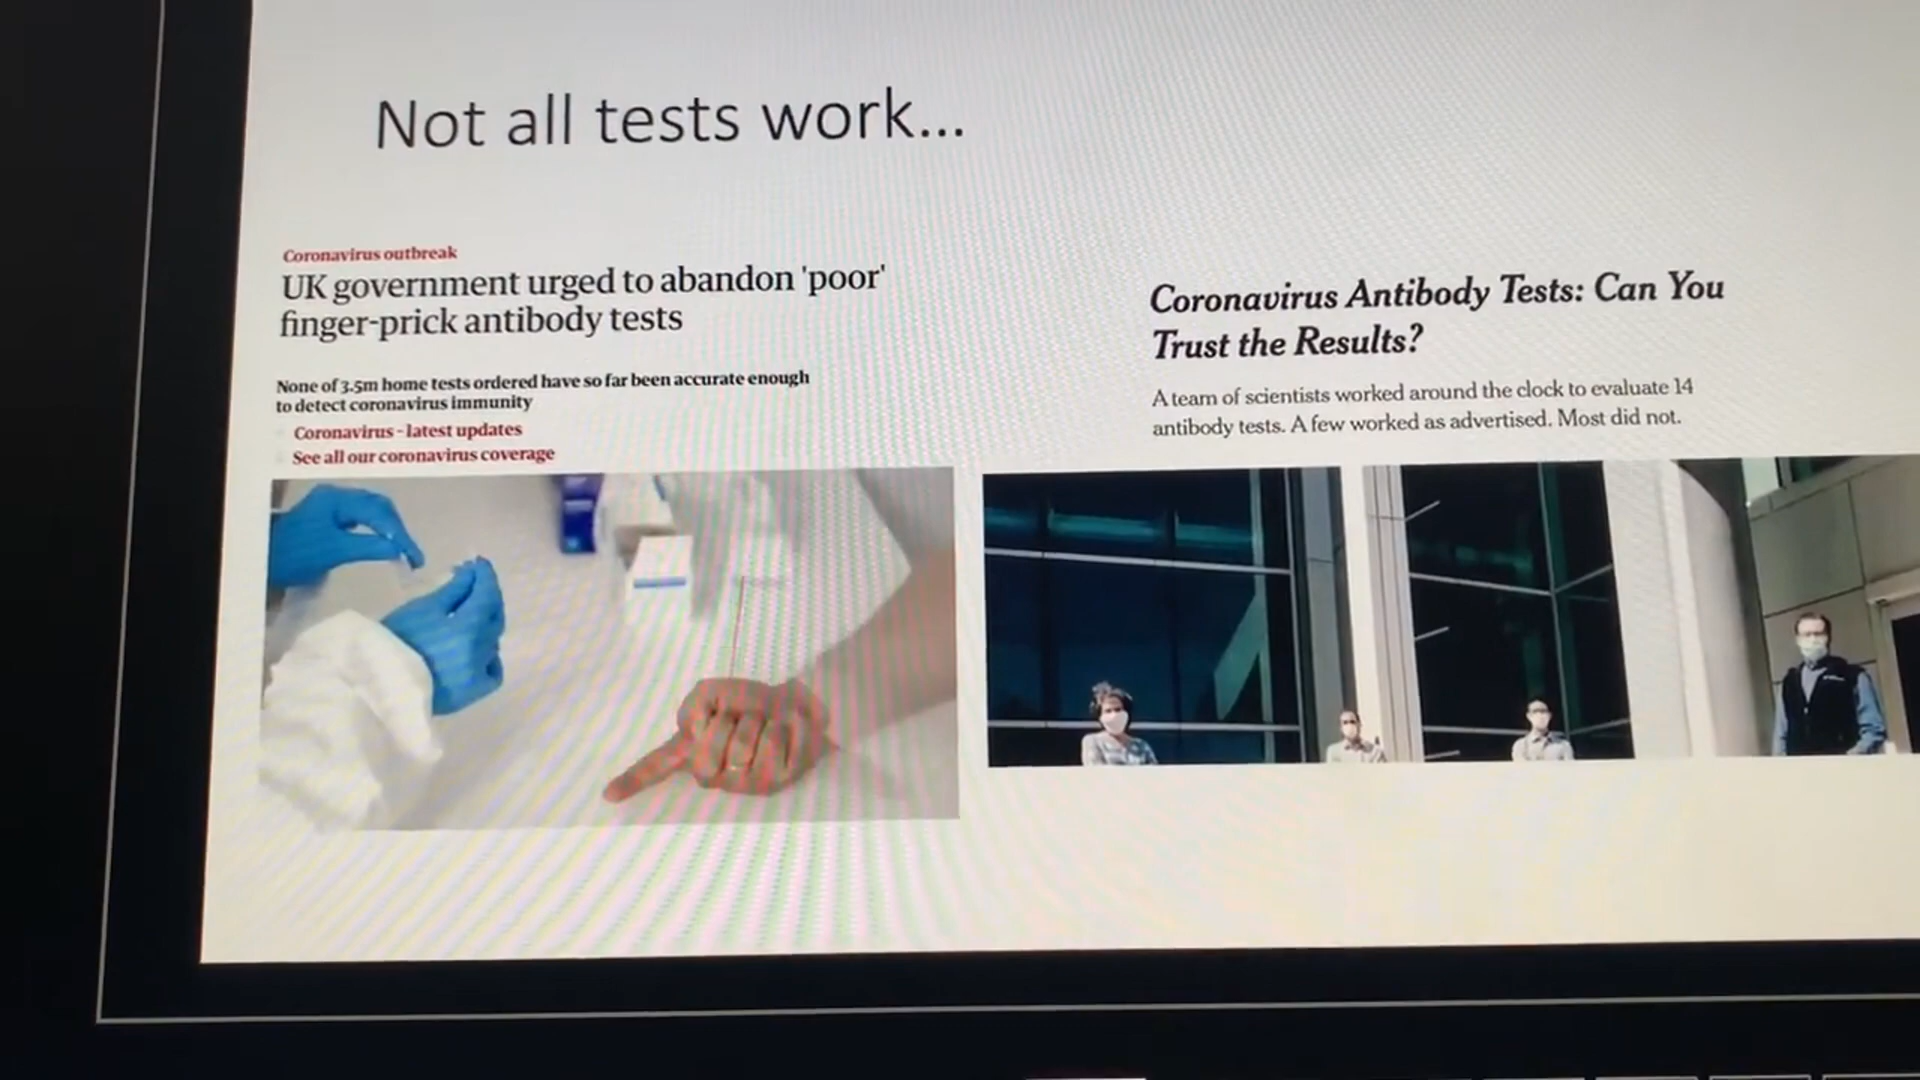 Not all tests work...
Coronavirus outbreak
UK government urged to abandon 'poor'
finger-prick antibody tests
None of 3.5m home tests ordered have so far been accurate enough
to detect coronavirus immunity
Coronavirus - latest updates
See all our coronavirus coverage
Coronavirus Antibody Tests: Can You
Trust the Results?
A team of scientists worked around the clock to evaluate 14
antibody tests. A few worked as advertised. Most did not.